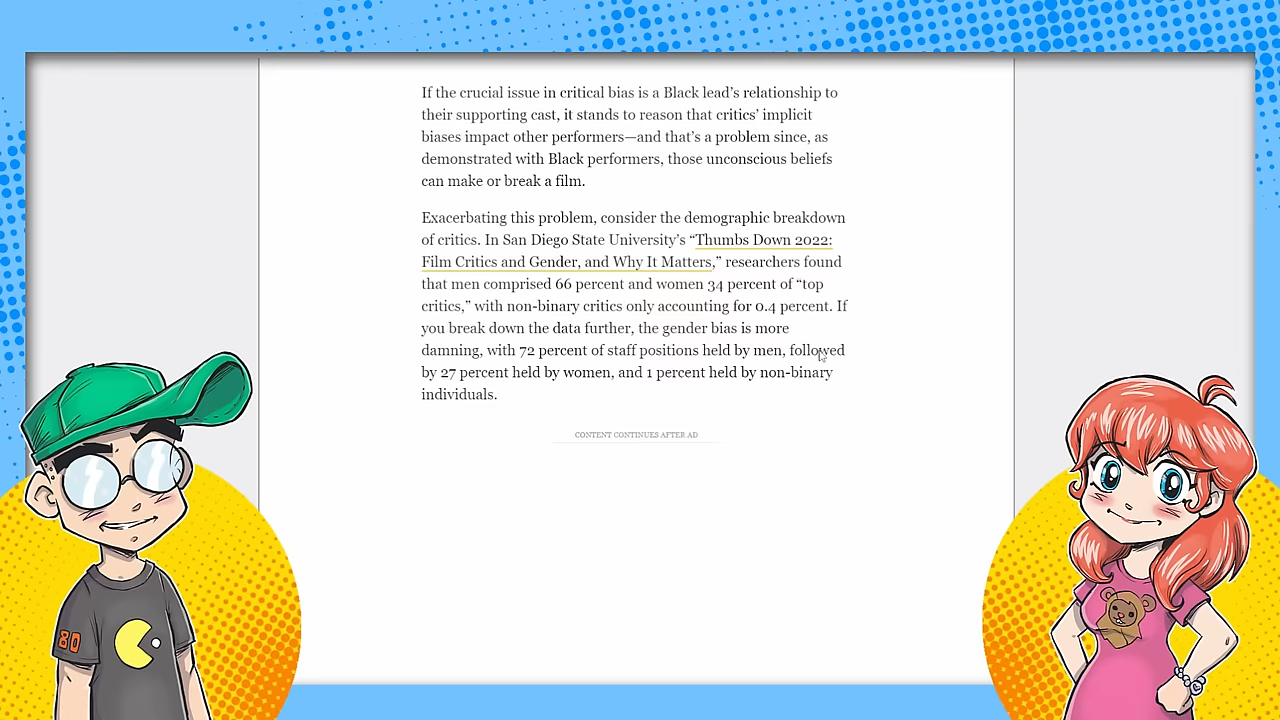 If the crucial issue in critical bias is a Black lead’s relationship to
their supporting cast, it stands to reason that critics’ implicit
biases impact other performers—and that’s a problem since, as
demonstrated with Black performers, those unconscious beliefs
can make or break a film.
Exacerbating this problem, consider the demographic breakdown
of critics. In San Diego State University’s “Thumbs Down 2022:
Film Critics and Gender, and Why It Matters,” researchers found
that men comprised 66 percent and women 34 percent of “top
critics,” with non-binary critics only accounting for 0.4 percent. If
you break down the data further, the gender bias is more
damning, with 72 percent of staff positions held by men, followed
by 27 percent held by women, and 1 percent held by non-binary
individuals.
CONTENT CONTINUES AFTER AD
80